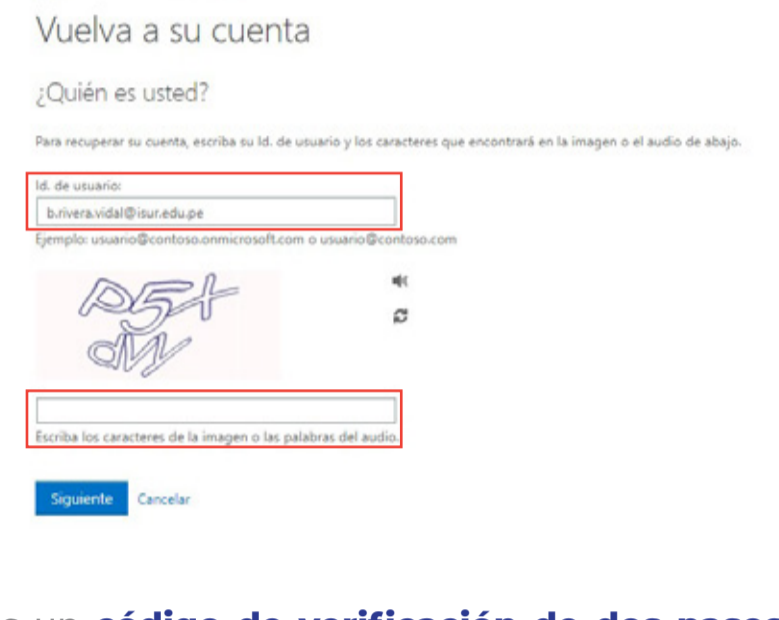 Vuelva a su cuenta
¿Quién es usted?
Para recuperar su cuenta, escriba su Id. de usuario y los caracteres que encontrará en la imagen o el audio de abajo.
Id. de usuario:
b.rivera.vidal@isur.edu.pe
Ejemplo: usuario@contoso.onmicrosoft.com o usuario@contoso.com
Escriba los caracteres de la imagen o las palabras del audio.
Siguiente Cancelar
un código de verificación de dos pasos